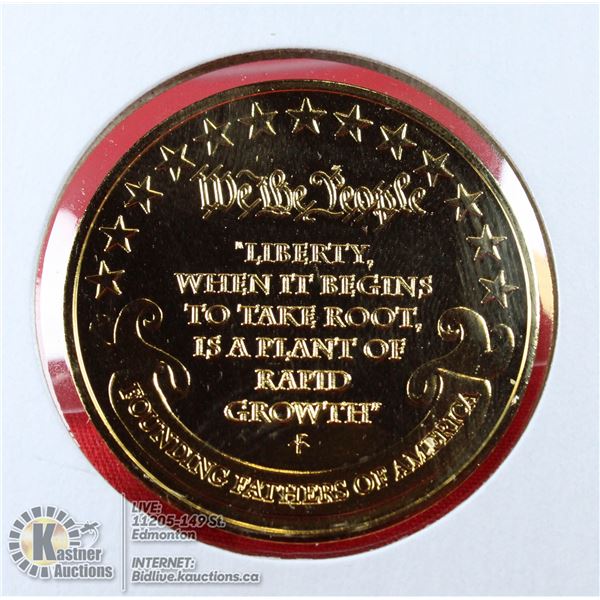 We the People
"LIBERTY,
WHEN IT BEGINS
TO TAKE ROOT,
IS A PLANT OF
RAPID
GROWTH"
FOUNDING FATHERS OF AMERICA
Kastner
Auctions
LIVE:
11205-149 St.
Edmonton
INTERNET:
Bidlive.kauctions.ca